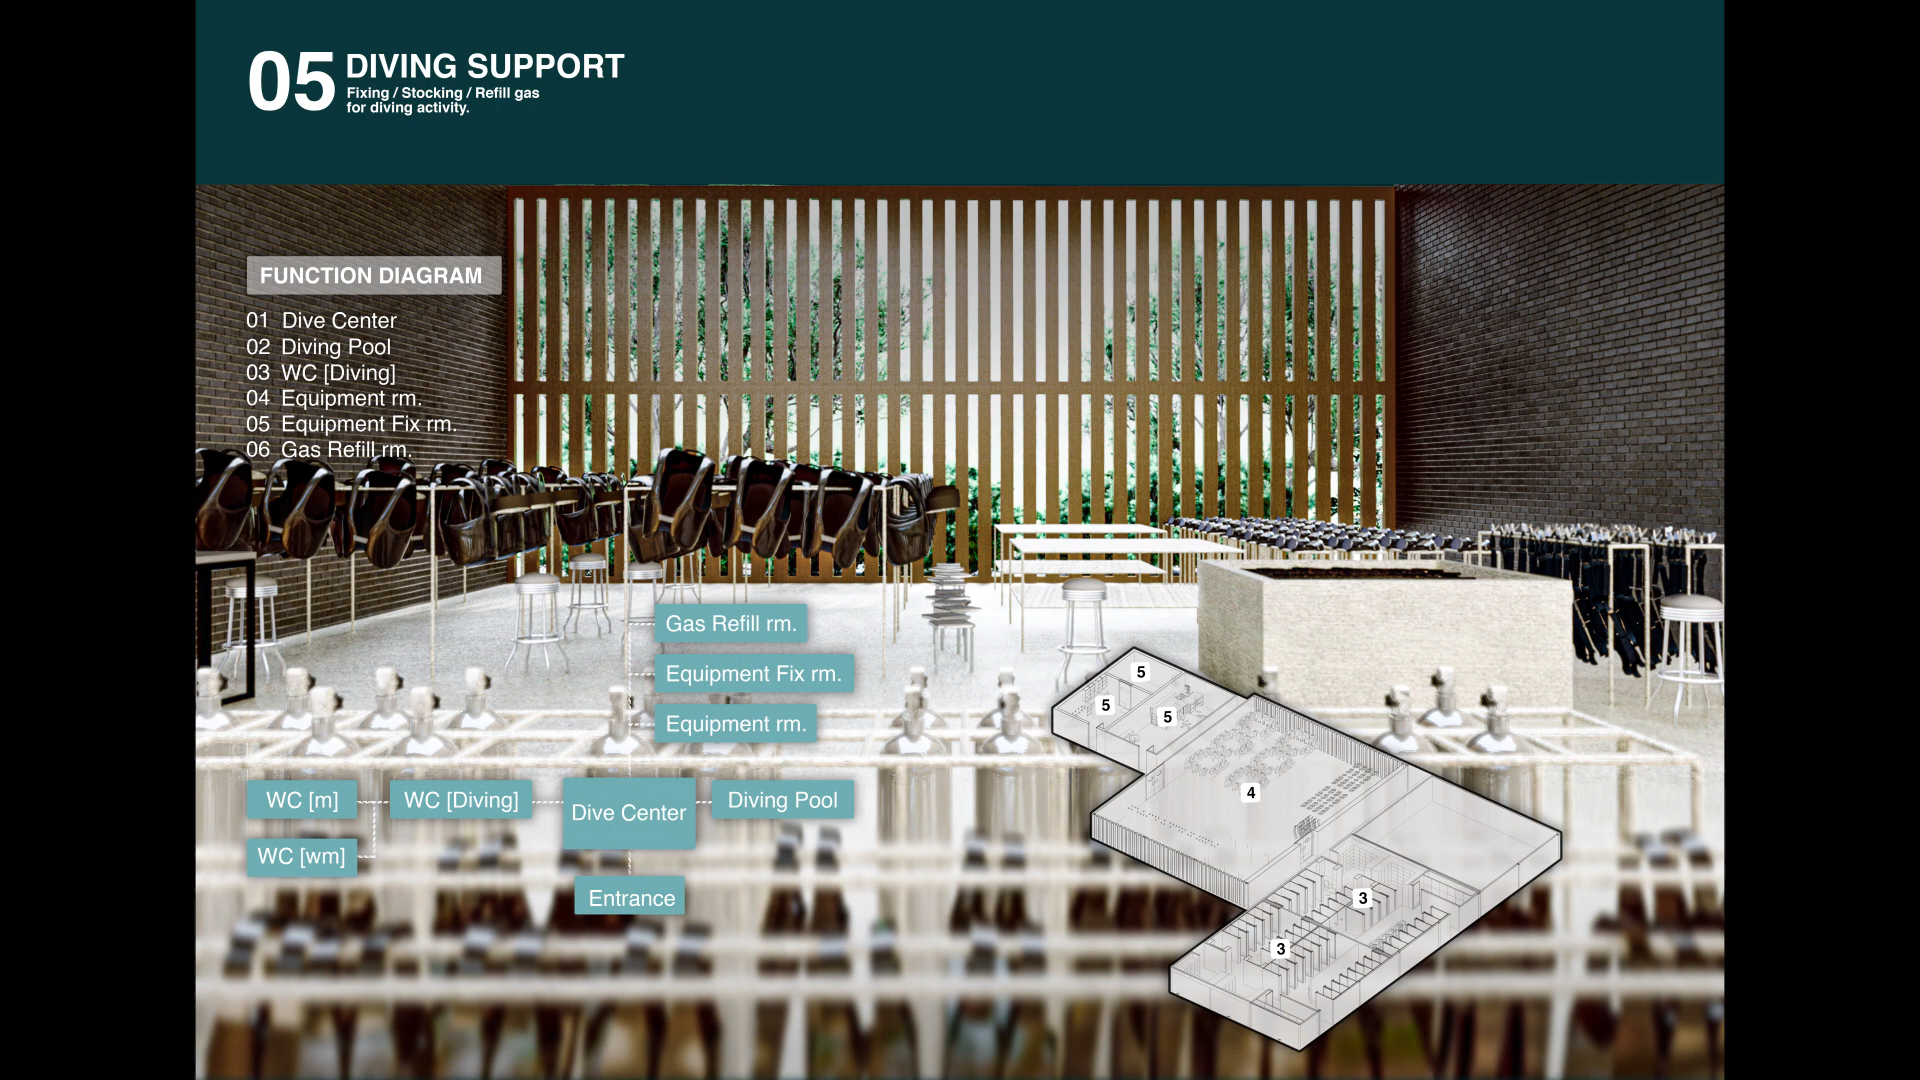 05
DIVING SUPPORT
Fixing / Stocking / Refill gas
for diving activity.
FUNCTION DIAGRAM
01 Dive Center
02 Diving Pool
03 WC [Diving]
04 Equipment rm.
05 Equipment Fix rm.
06 Gas Refill rm.
Gas Refill rm.
Equipment Fix rm.
Equipment rm.
WC [m]
WC [Diving]
Dive Center
Diving Pool
WC [wm]
Entrance
5
5
5
4
3
3